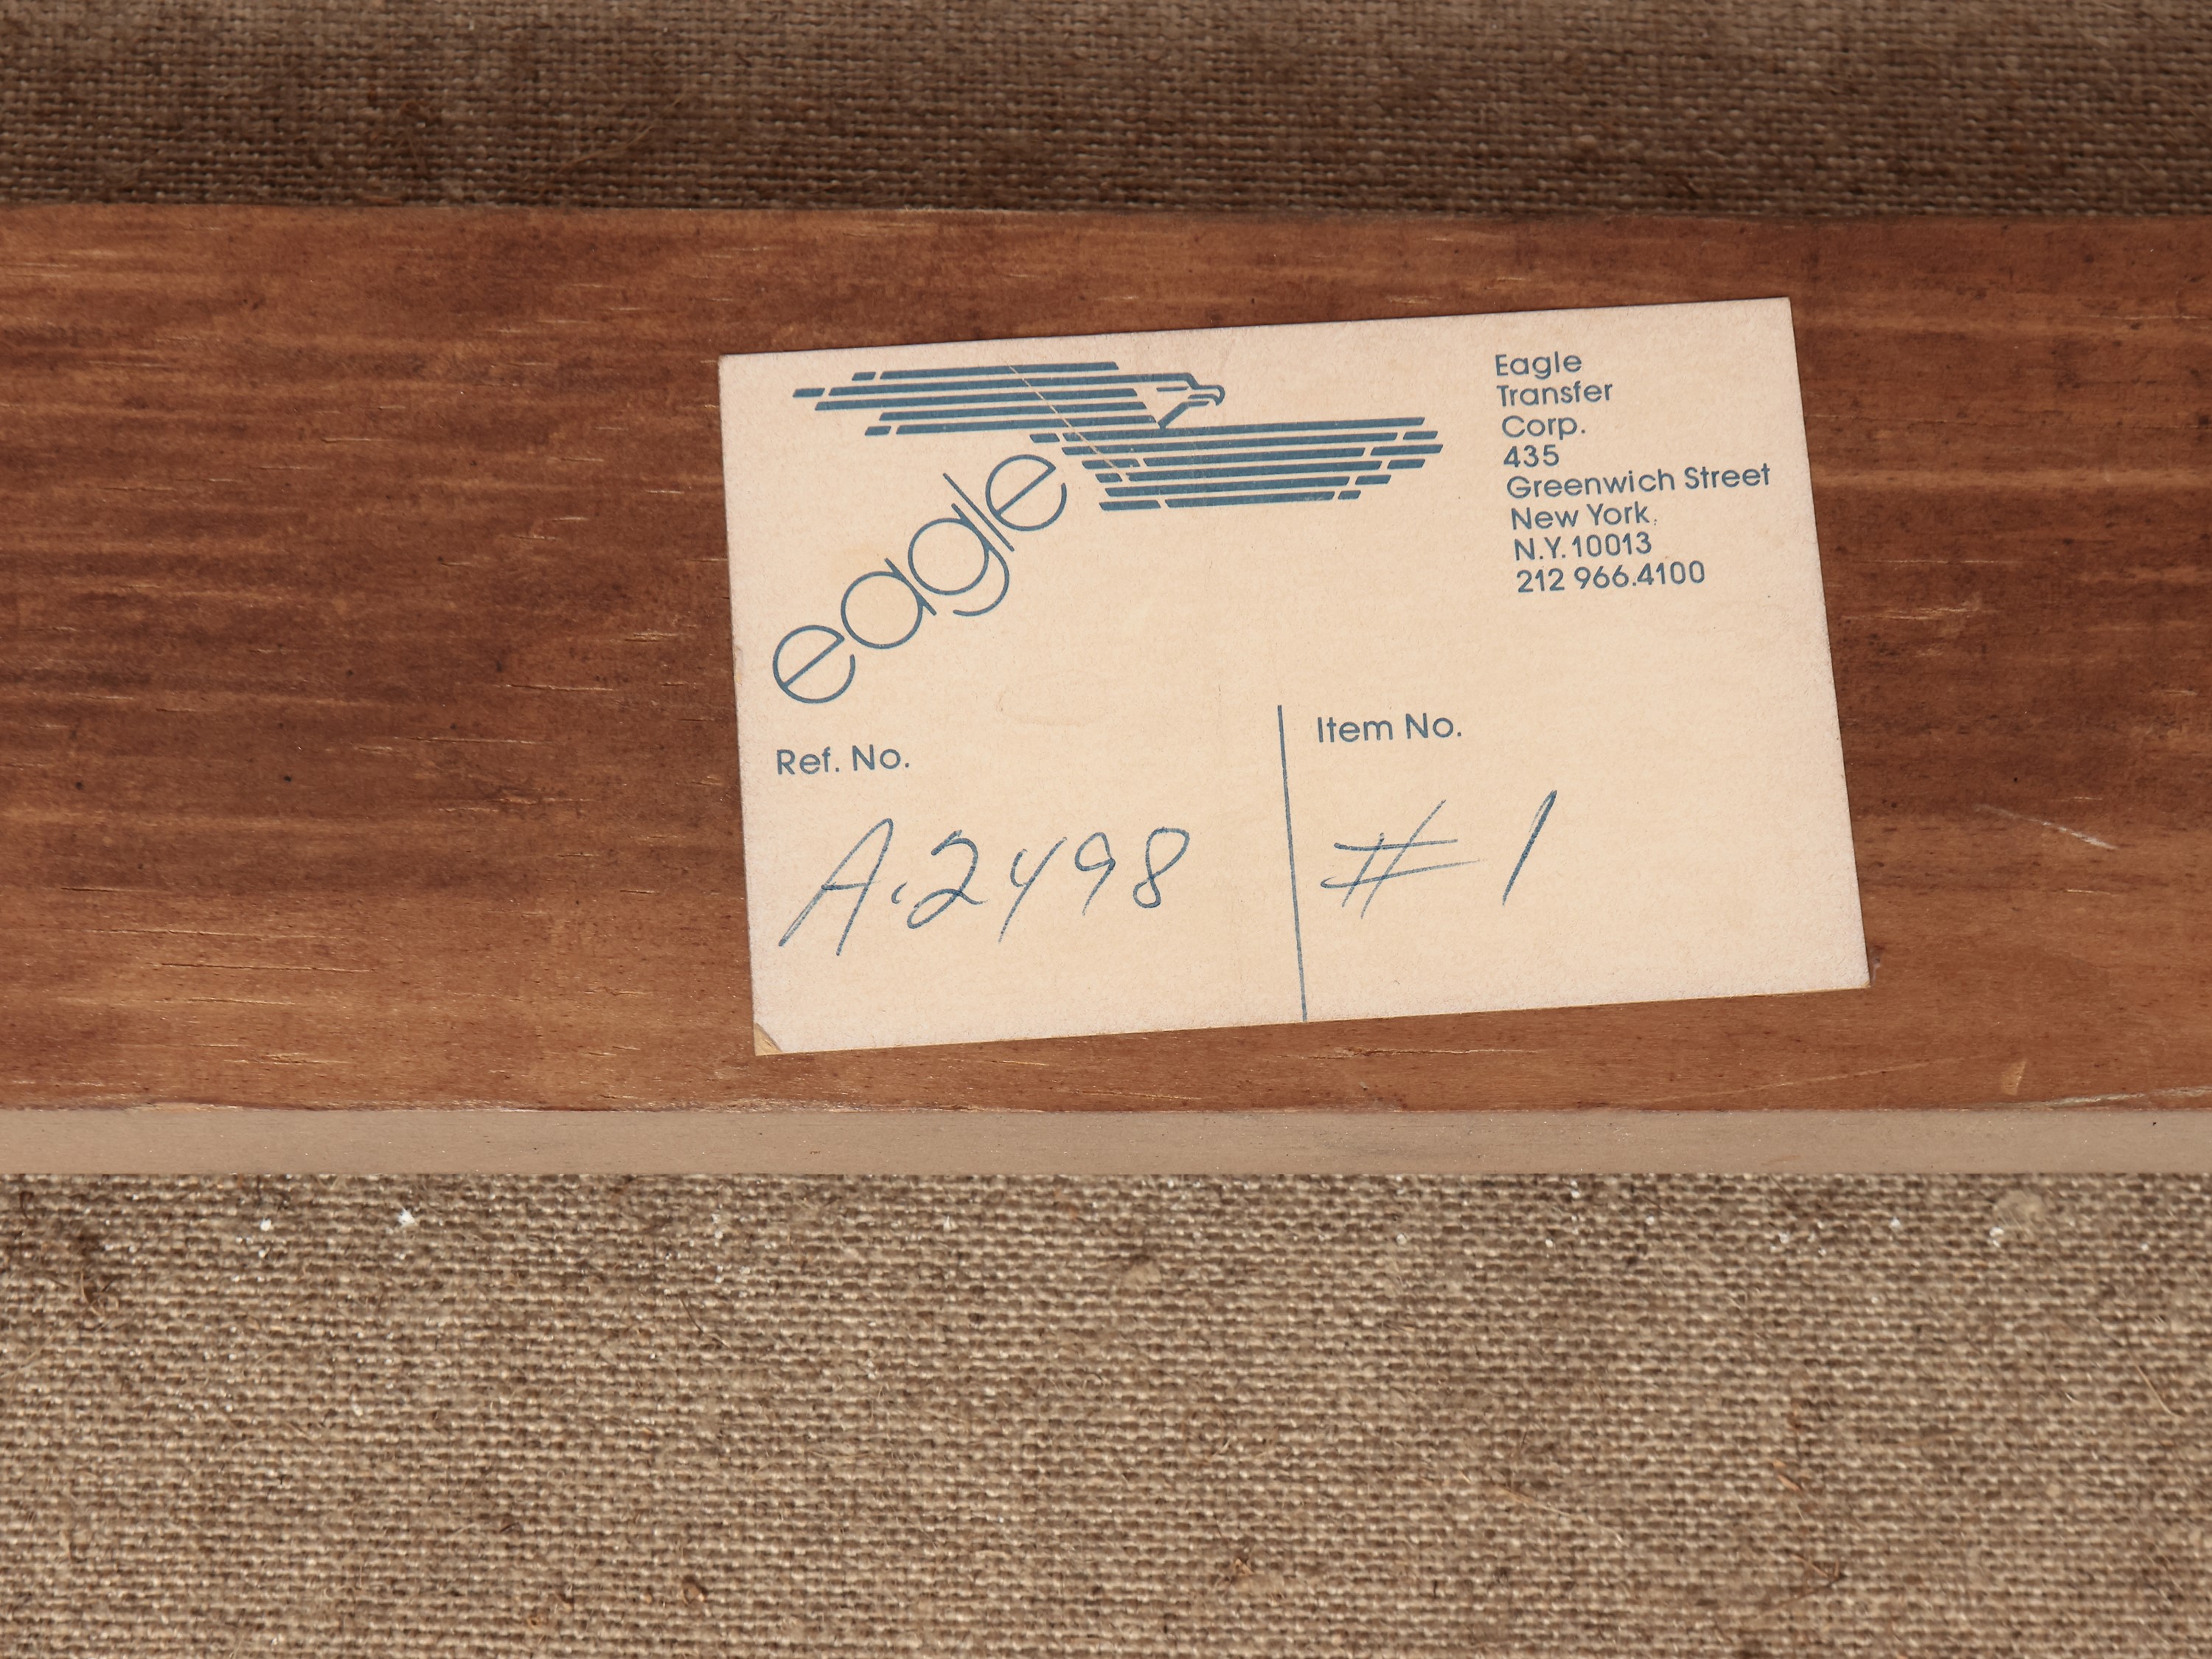 eagle
Eagle
Transfer
Corp.
435
Greenwich Street
New York,
N.Y. 10013
212 966.4100
Ref. No.
A.2498
Item No.
# 1